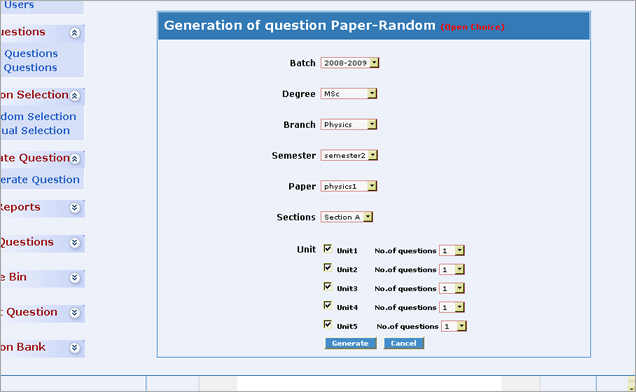 Users
uestions
Questions
Questions
on Selection
dom Selection
ual Selection
ate Question
erate Question
Reports
Questions
e Bin
t Question
on Bank
Generation of question Paper-Random (Open Choice)
Batch 2008-2009
Degree MSc
Branch Physics
Semester semester2
Paper physics1
Sections Section A
Unit Unit1 No.of questions 1
Unit2 No.of questions 1
Unit3 No.of questions 1
Unit4 No.of questions 1
Unit5 No.of questions 1
Generate Cancel